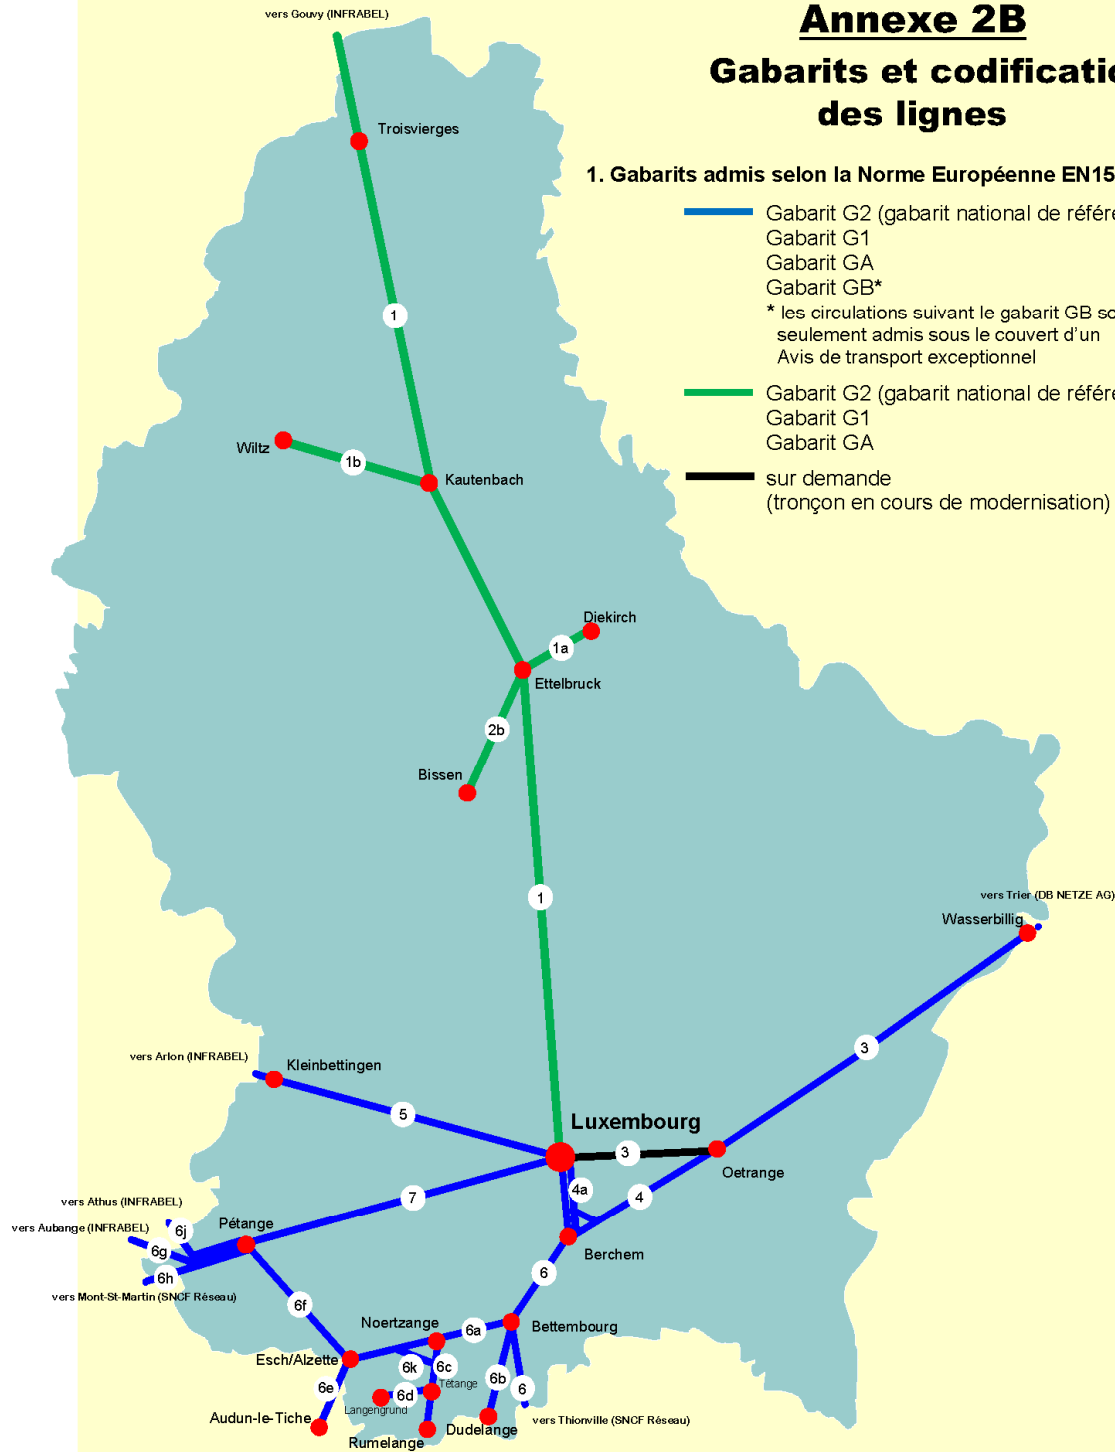 Annexe 2B
Gabarits et codificatio
des lignes
1. Gabarits admis selon la Norme Européenne EN15
Gabarit G2 (gabarit national de référe
Gabarit G1
Gabarit GA
Gabarit GB*
* les circulations suivant le gabarit GB so
seulement admis sous le couvert d'un
Avis de transport exceptionnel
Gabarit G2 (gabarit national de référe
Gabarit G1
Gabarit GA
sur demande
(tronçon en cours de modernisation)
vers Gouvy (INFRABEL)
Troisvierges
1
Wiltz
1b
Kautenbach
Diekirch
1a
Ettelbruck
2b
Bissen
1
vers Trier (DB NETZE AG)
Wasserbillig
3
vers Arlon (INFRABEL)
Kleinbettingen
5
Luxembourg
3
Oetrange
4a
4
7
vers Athus (INFRABEL)
vers Aubange (INFRABEL)
6j
Pétange
6g
6h
vers Mont-St-Martin (SNCF Réseau)
Berchem
6
6f
Noertzange
6a
Bettembourg
Esch/Alzette
6k
6c
6e
6d
Tétange
6b
6
Langengrund
Audun-le-Tiche
Rumelange
Dudelange
vers Thionville (SNCF Réseau)